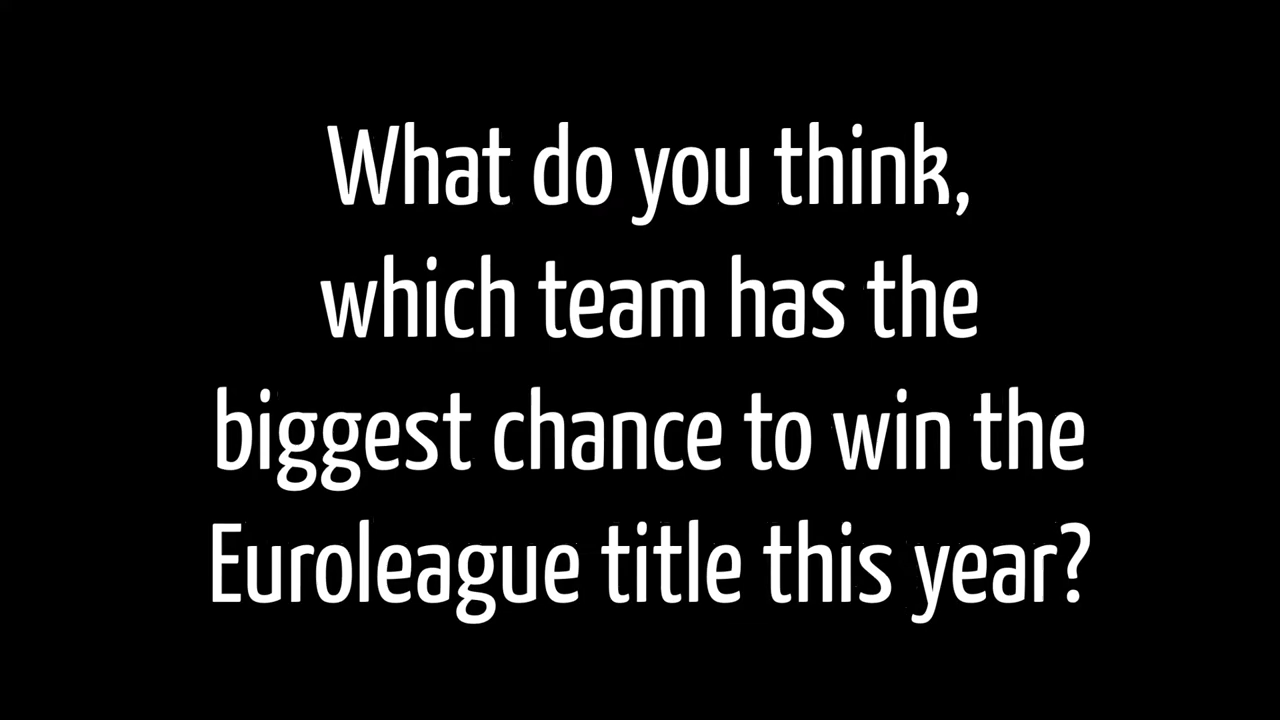 What do you think,
which team has the
biggest chance to win the
Euroleague title this year?